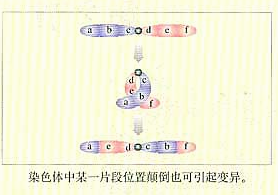 a b c d e f
c
d
e b
a f
a e d c b f
染色体中某一片段位置颠倒也可引起变异。